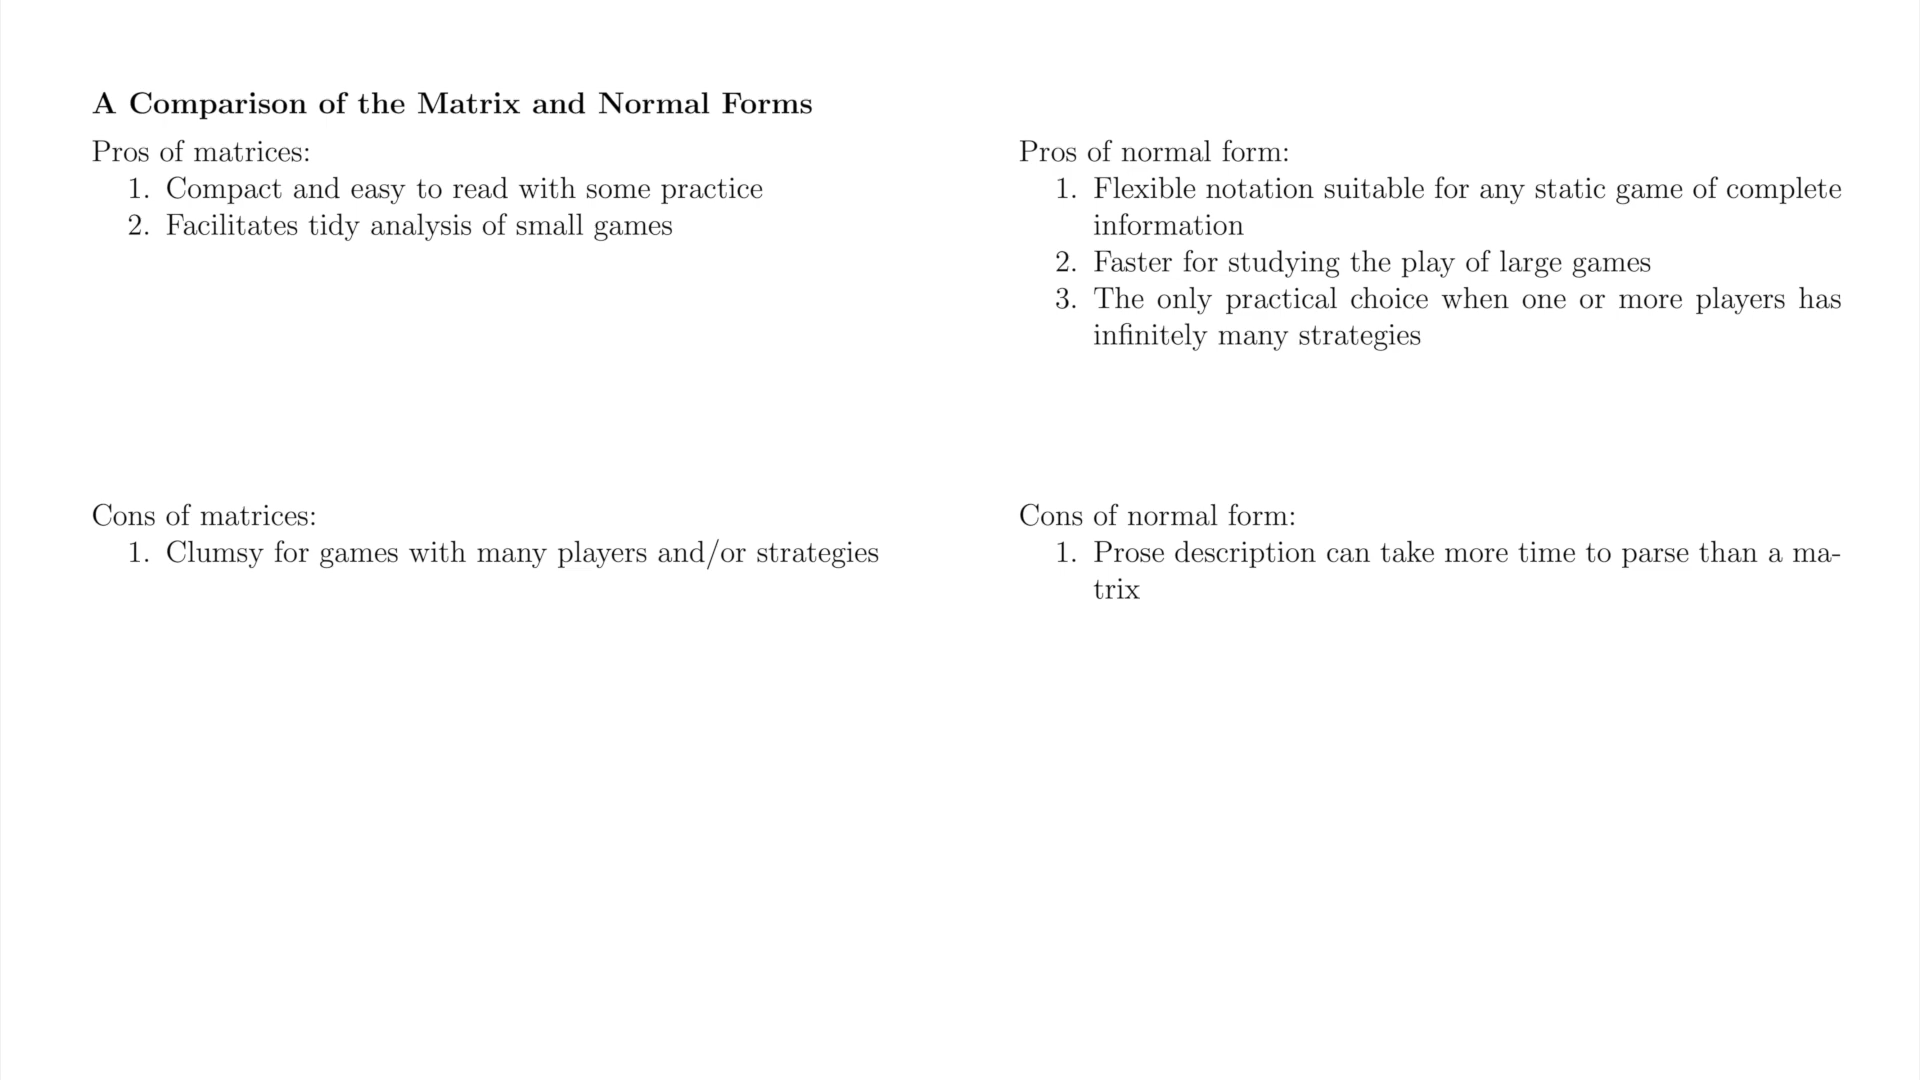 A Comparison of the Matrix and Normal Forms
Pros of matrices:
1. Compact and easy to read with some practice
2. Facilitates tidy analysis of small games
Pros of normal form:
1. Flexible notation suitable for any static game of complete
information
2. Faster for studying the play of large games
3. The only practical choice when one or more players has
infinitely many strategies
Cons of matrices:
1. Clumsy for games with many players and/or strategies
Cons of normal form:
1. Prose description can take more time to parse than a ma-
trix